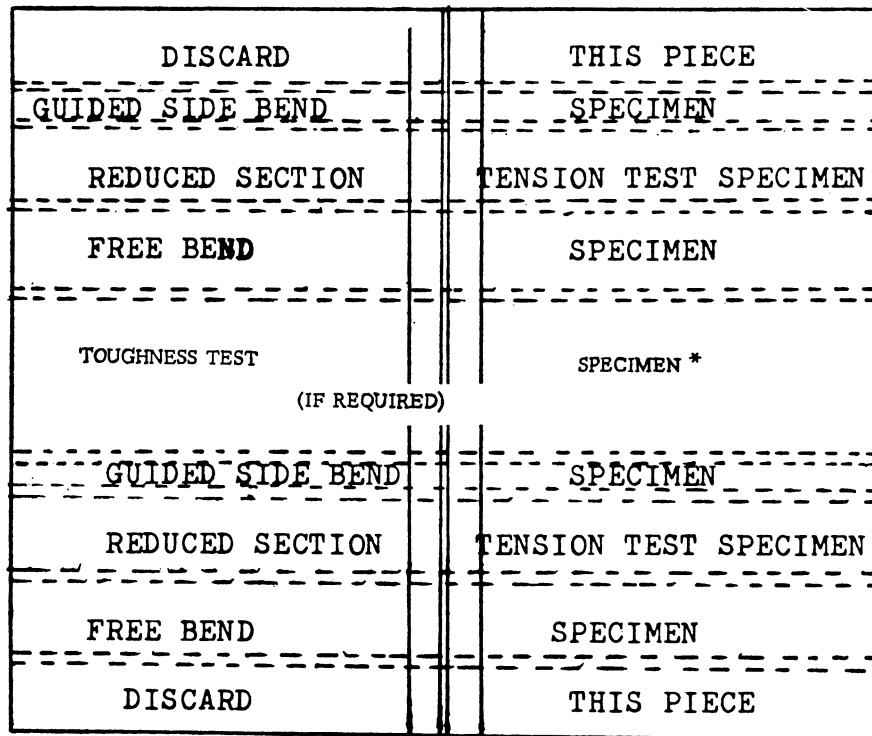 DISCARD THIS PIECE
GUIDED SIDE BEND SPECIMEN
REDUCED SECTION TENSION TEST SPECIMEN
FREE BEND SPECIMEN
TOUGHNESS TEST SPECIMEN *
(IF REQUIRED)
GUIDED SIDE BEND SPECIMEN
REDUCED SECTION TENSION TEST SPECIMEN
FREE BEND SPECIMEN
DISCARD THIS PIECE